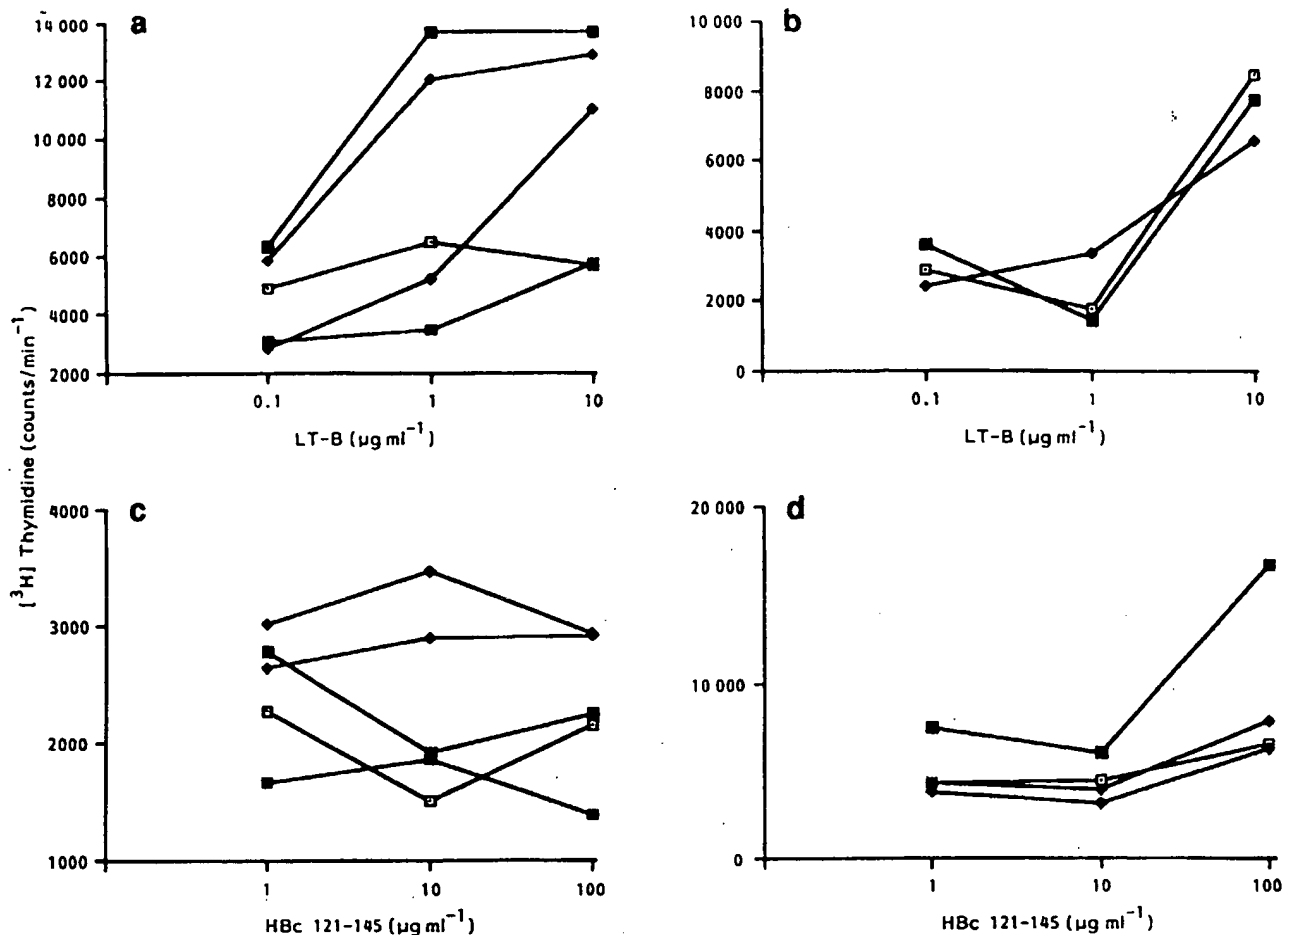 a
14 000
12 000
10 000
8000
6000
4000
2000
0.1 1 10
LT-B (µg ml⁻¹)
b
10 000
8000
6000
4000
2000
0
0.1 1 10
LT-B (µg ml⁻¹)
[³H] Thymidine (counts/min⁻¹)
c
4000
3000
2000
1000
1 10 100
HBc 121-145 (µg ml⁻¹)
d
20 000
10 000
0
1 10 100
HBc 121-145 (µg ml⁻¹)